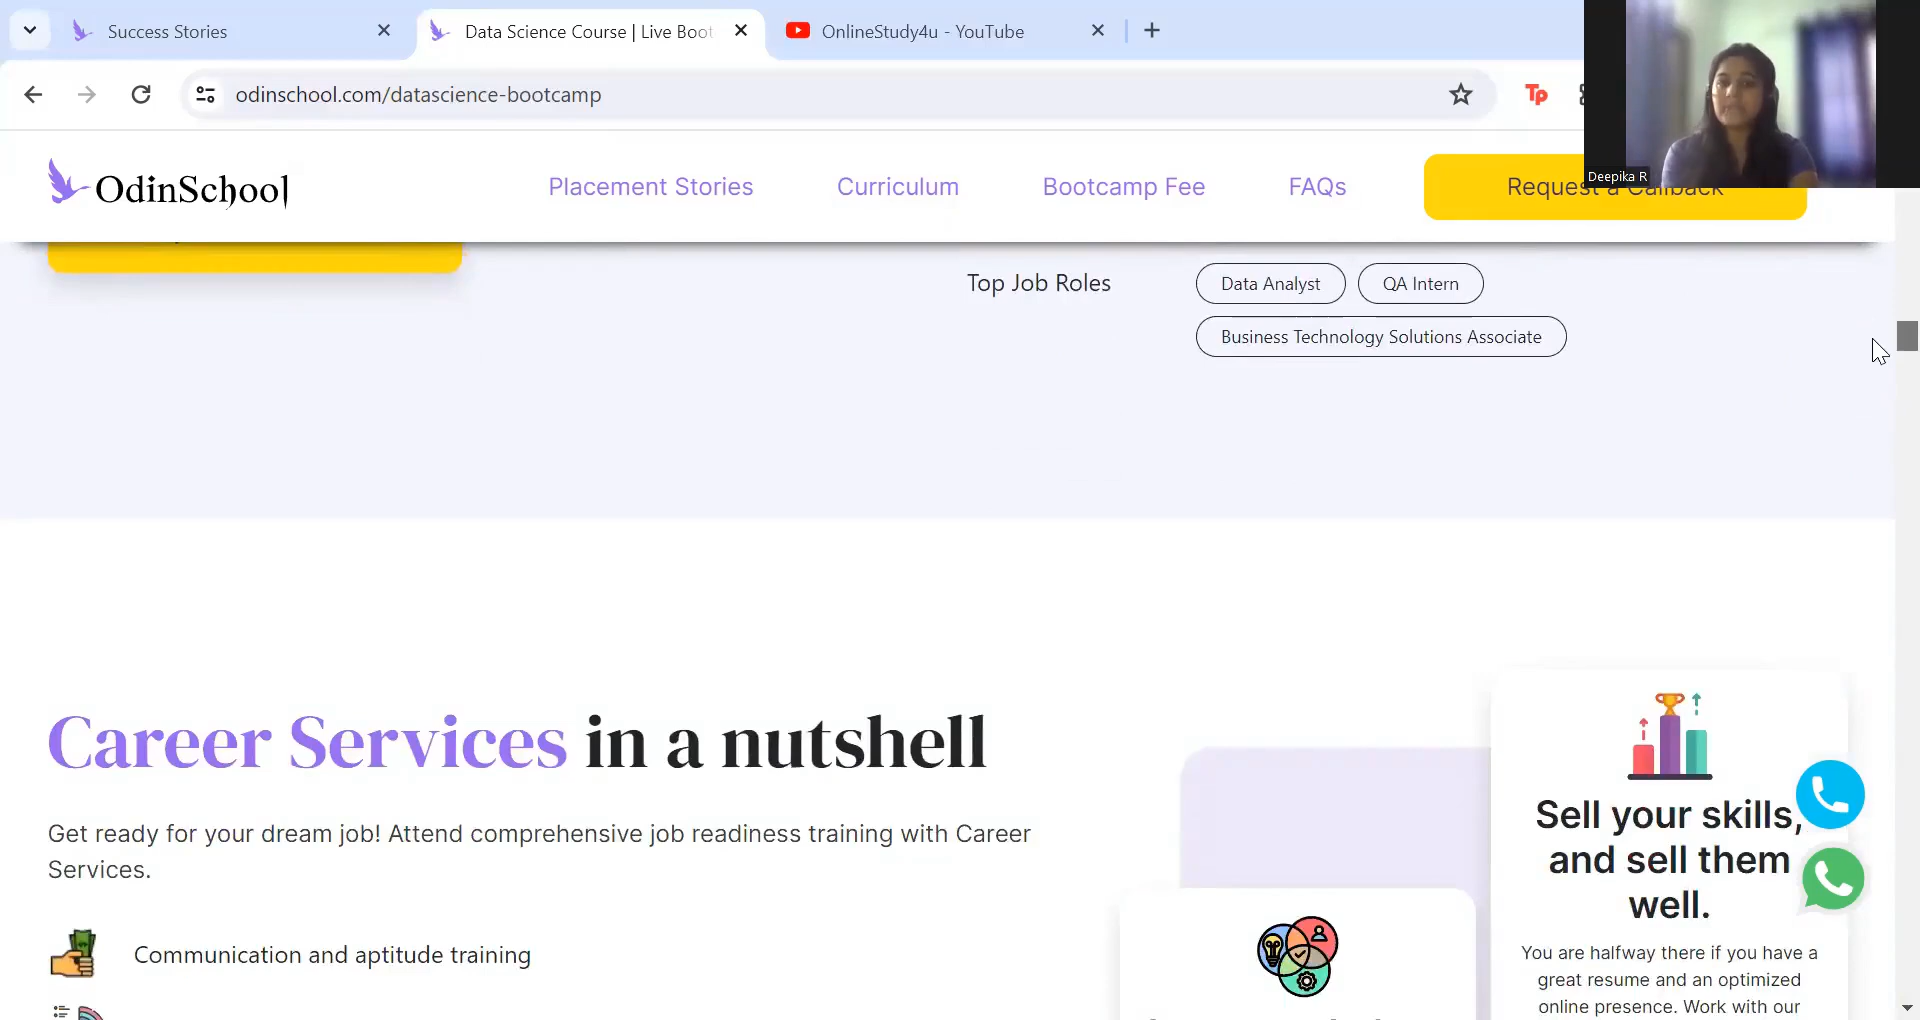 Success Stories
Data Science Course | Live Boot
OnlineStudy4u - YouTube
odinschool.com/datascience-bootcamp
Tp
Deepika R
OdinSchool
Placement Stories
Curriculum
Bootcamp Fee
FAQs
Request a Callback
Top Job Roles
Data Analyst
QA Intern
Business Technology Solutions Associate
Career Services in a nutshell
Get ready for your dream job! Attend comprehensive job readiness training with Career
Services.
Communication and aptitude training
Sell your skills,
and sell them
well.
You are halfway there if you have a
great resume and an optimized
online presence. Work with our